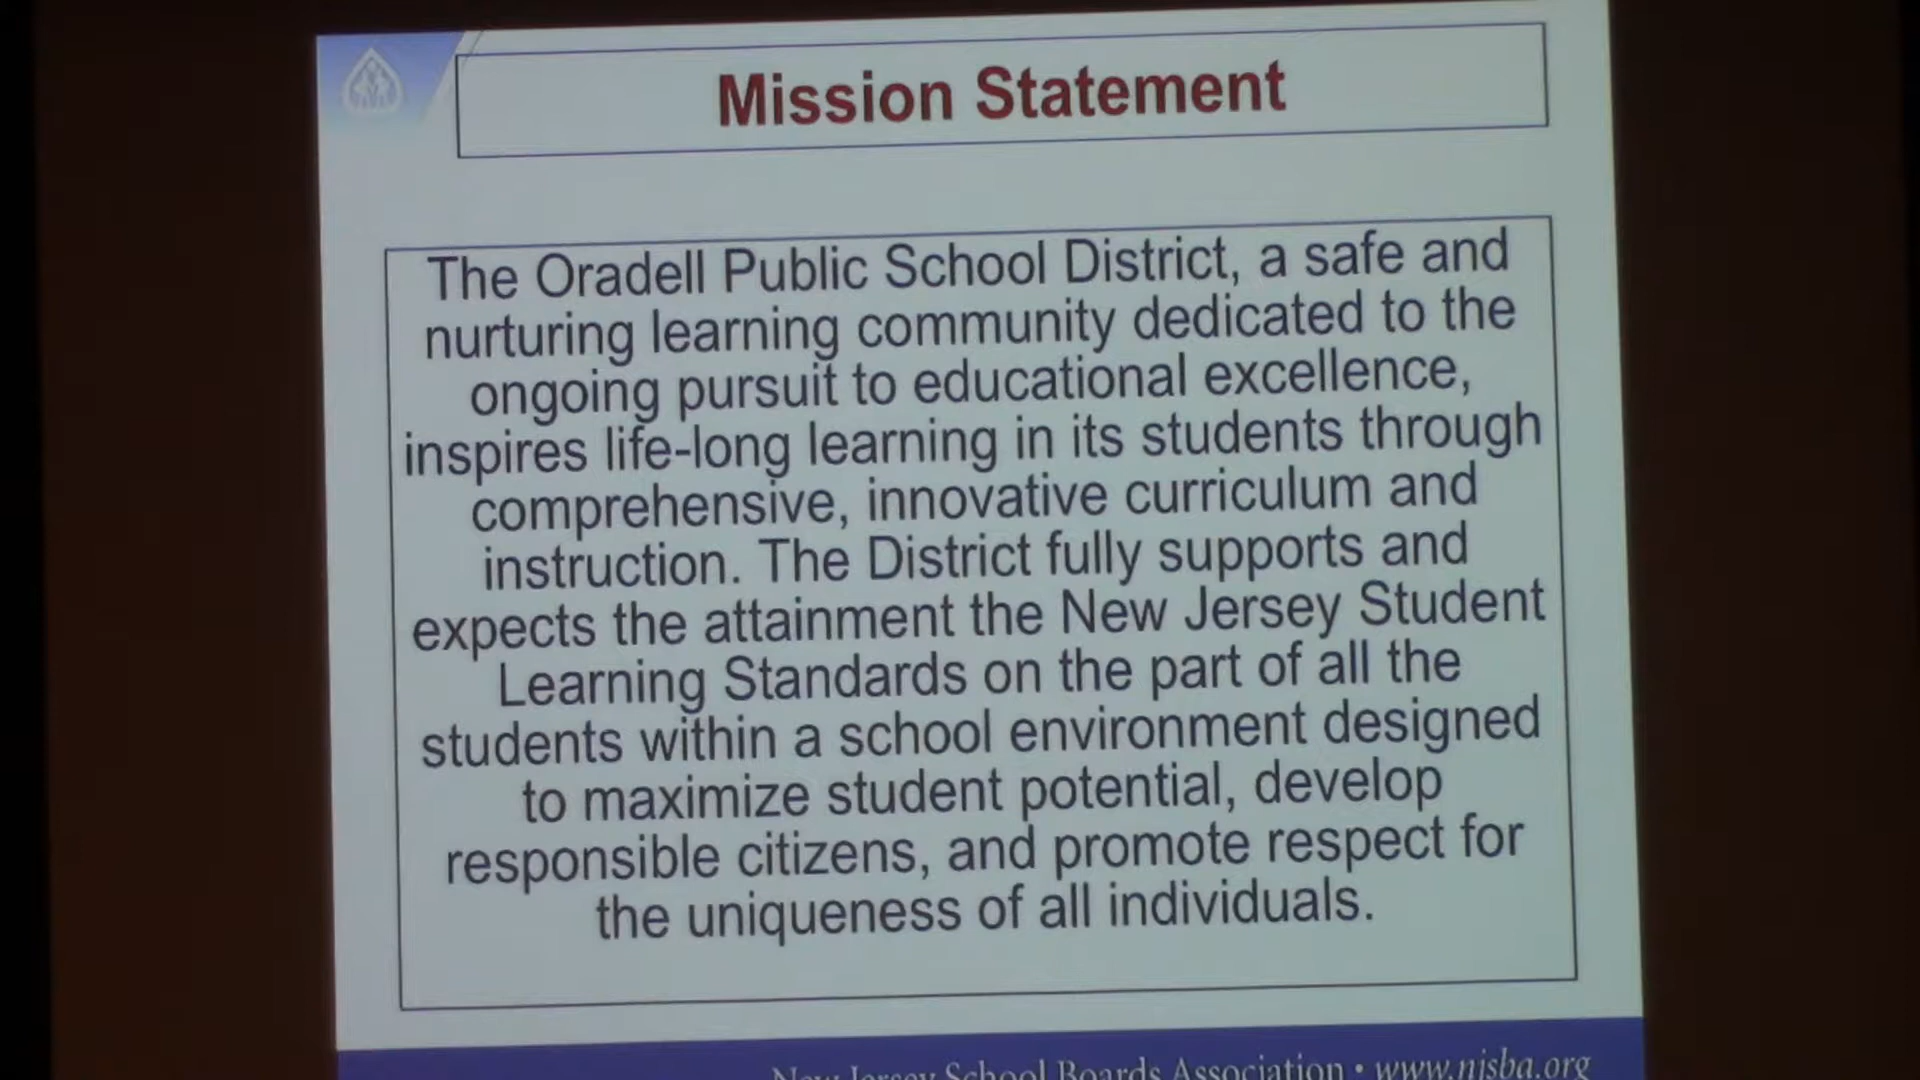 Mission Statement
The Oradell Public School District, a safe and
nurturing learning community dedicated to the
ongoing pursuit to educational excellence,
inspires life-long learning in its students through
comprehensive, innovative curriculum and
instruction. The District fully supports and
expects the attainment the New Jersey Student
Learning Standards on the part of all the
students within a school environment designed
to maximize student potential, develop
responsible citizens, and promote respect for
the uniqueness of all individuals.
New Jersey School Boards Association • www.njsba.org